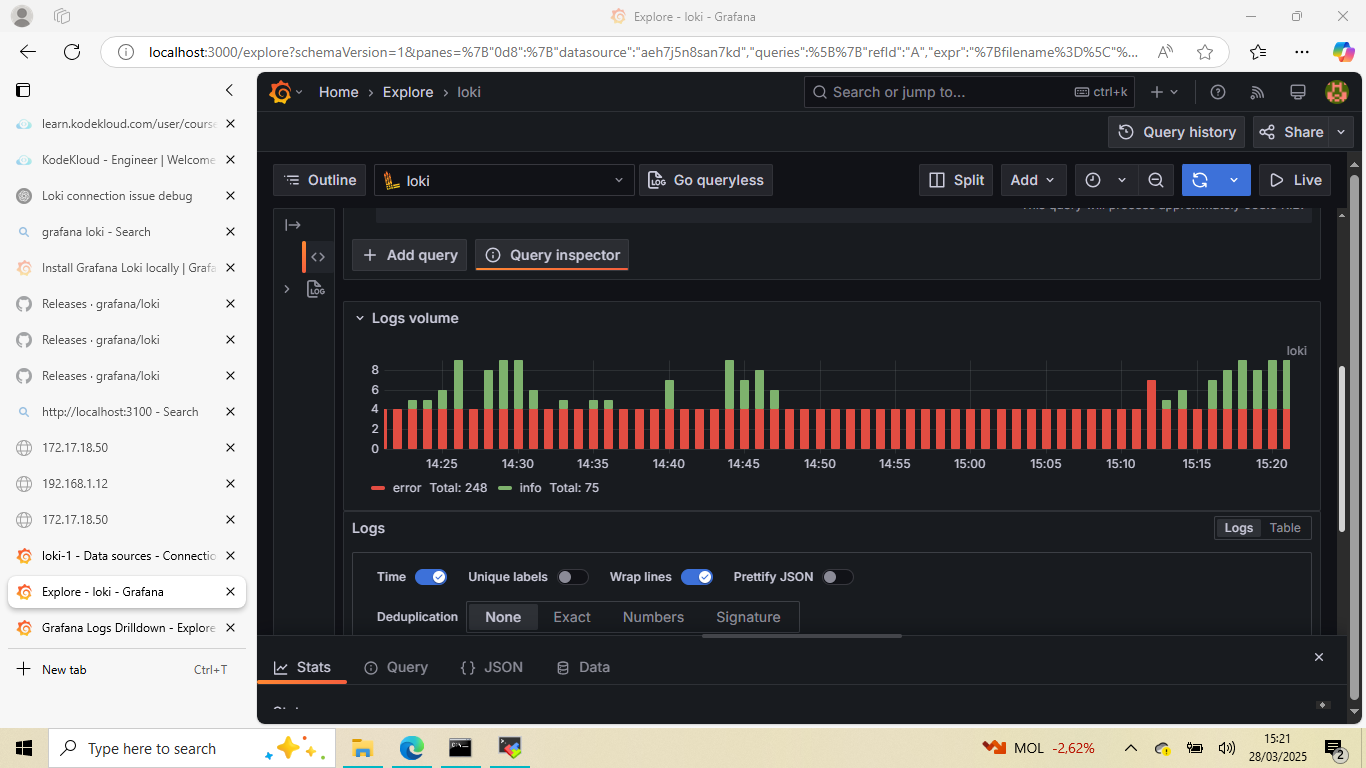 Explore - loki - Grafana
localhost:3000/explore?schemaVersion=1&panes=%7B"0d8":%7B"datasource":"aeh7j5n8san7kd","queries":%5B%7B"refId":"A","expr":"%7Bfilename%3D%5C"%...
learn.kodekloud.com/user/course
KodeKloud - Engineer | Welcome
Loki connection issue debug
grafana loki - Search
Install Grafana Loki locally | Grafa
Releases · grafana/loki
Releases · grafana/loki
Releases · grafana/loki
http://localhost:3100 - Search
172.17.18.50
192.168.1.12
172.17.18.50
loki-1 - Data sources - Connectio
Explore - loki - Grafana
Grafana Logs Drilldown - Explore
New tab Ctrl+T
Home › Explore › loki
Search or jump to... ctrl+k
Query history Share
Outline loki LOG Go queryless Split Add Live
LOG
+ Add query Query inspector
Logs volume
loki
8
6
4
2
0
14:25 14:30 14:35 14:40 14:45 14:50 14:55 15:00 15:05 15:10 15:15 15:20
error Total: 248 info Total: 75
Logs Logs Table
Time Unique labels Wrap lines Prettify JSON
Deduplication None Exact Numbers Signature
Stats Query {} JSON Data
Type here to search
MOL -2,62%
15:21
28/03/2025
2